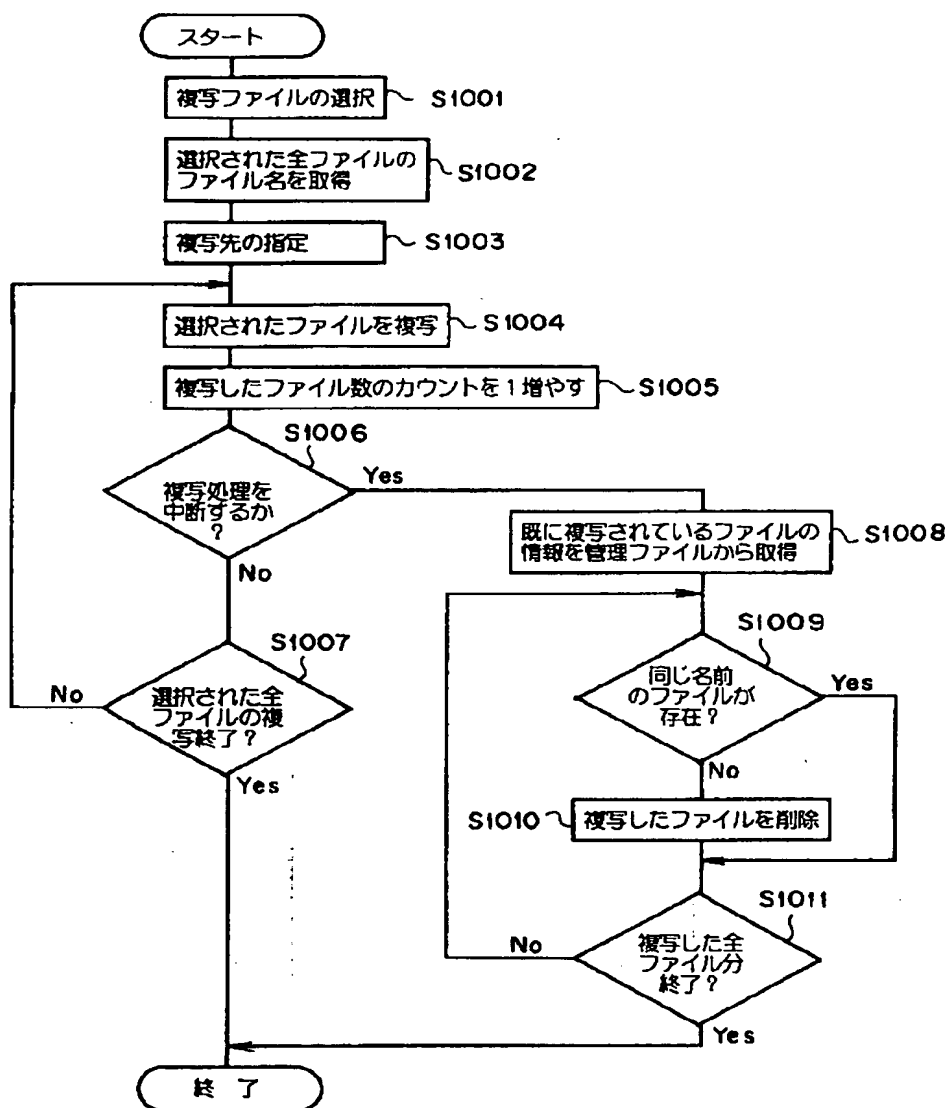 スタート
複写ファイルの選択
S1001
選択された全ファイルの
ファイル名を取得
S1002
複写先の指定
S1003
選択されたファイルを複写
S1004
複写したファイル数のカウントを1増やす
S1005
S1006
複写処理を
中断するか
?
Yes
No
S1007
選択された全
ファイルの複
写終了?
No
Yes
既に複写されているファイルの
情報を管理ファイルから取得
S1008
S1009
同じ名前
のファイルが
存在?
Yes
No
S1010
複写したファイルを削除
S1011
複写した全
ファイル分
終了?
No
Yes
終了